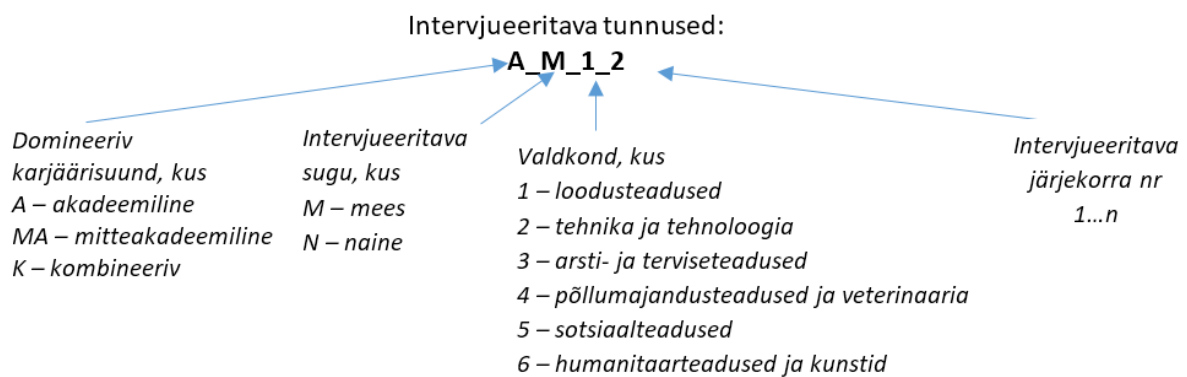 Intervjueeritava tunnused:
A_M_1_2
Domineeriv
karjäärisuund, kus
A – akadeemiline
MA – mitteakadeemiline
K – kombineeriv
Intervjueeritava
sugu, kus
M – mees
N – naine
Valdkond, kus
1 – loodusteadused
2 – tehnika ja tehnoloogia
3 – arsti- ja terviseteadused
4 – põllumajandusteadused ja veterinaaria
5 – sotsiaalteadused
6 – humanitaarteadused ja kunstid
Intervjueeritava
järjekorra nr
1…n